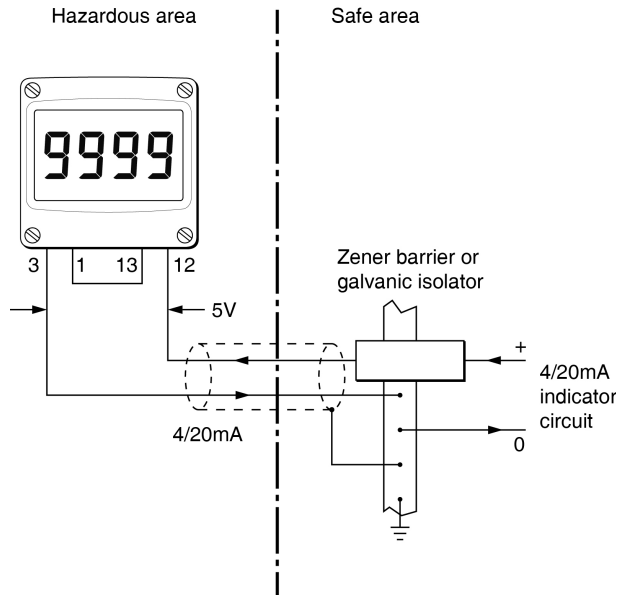 Hazardous area
Safe area
9999
3
1
13
12
5V
Zener barrier or
galvanic isolator
+
4/20mA
indicator
circuit
0
4/20mA